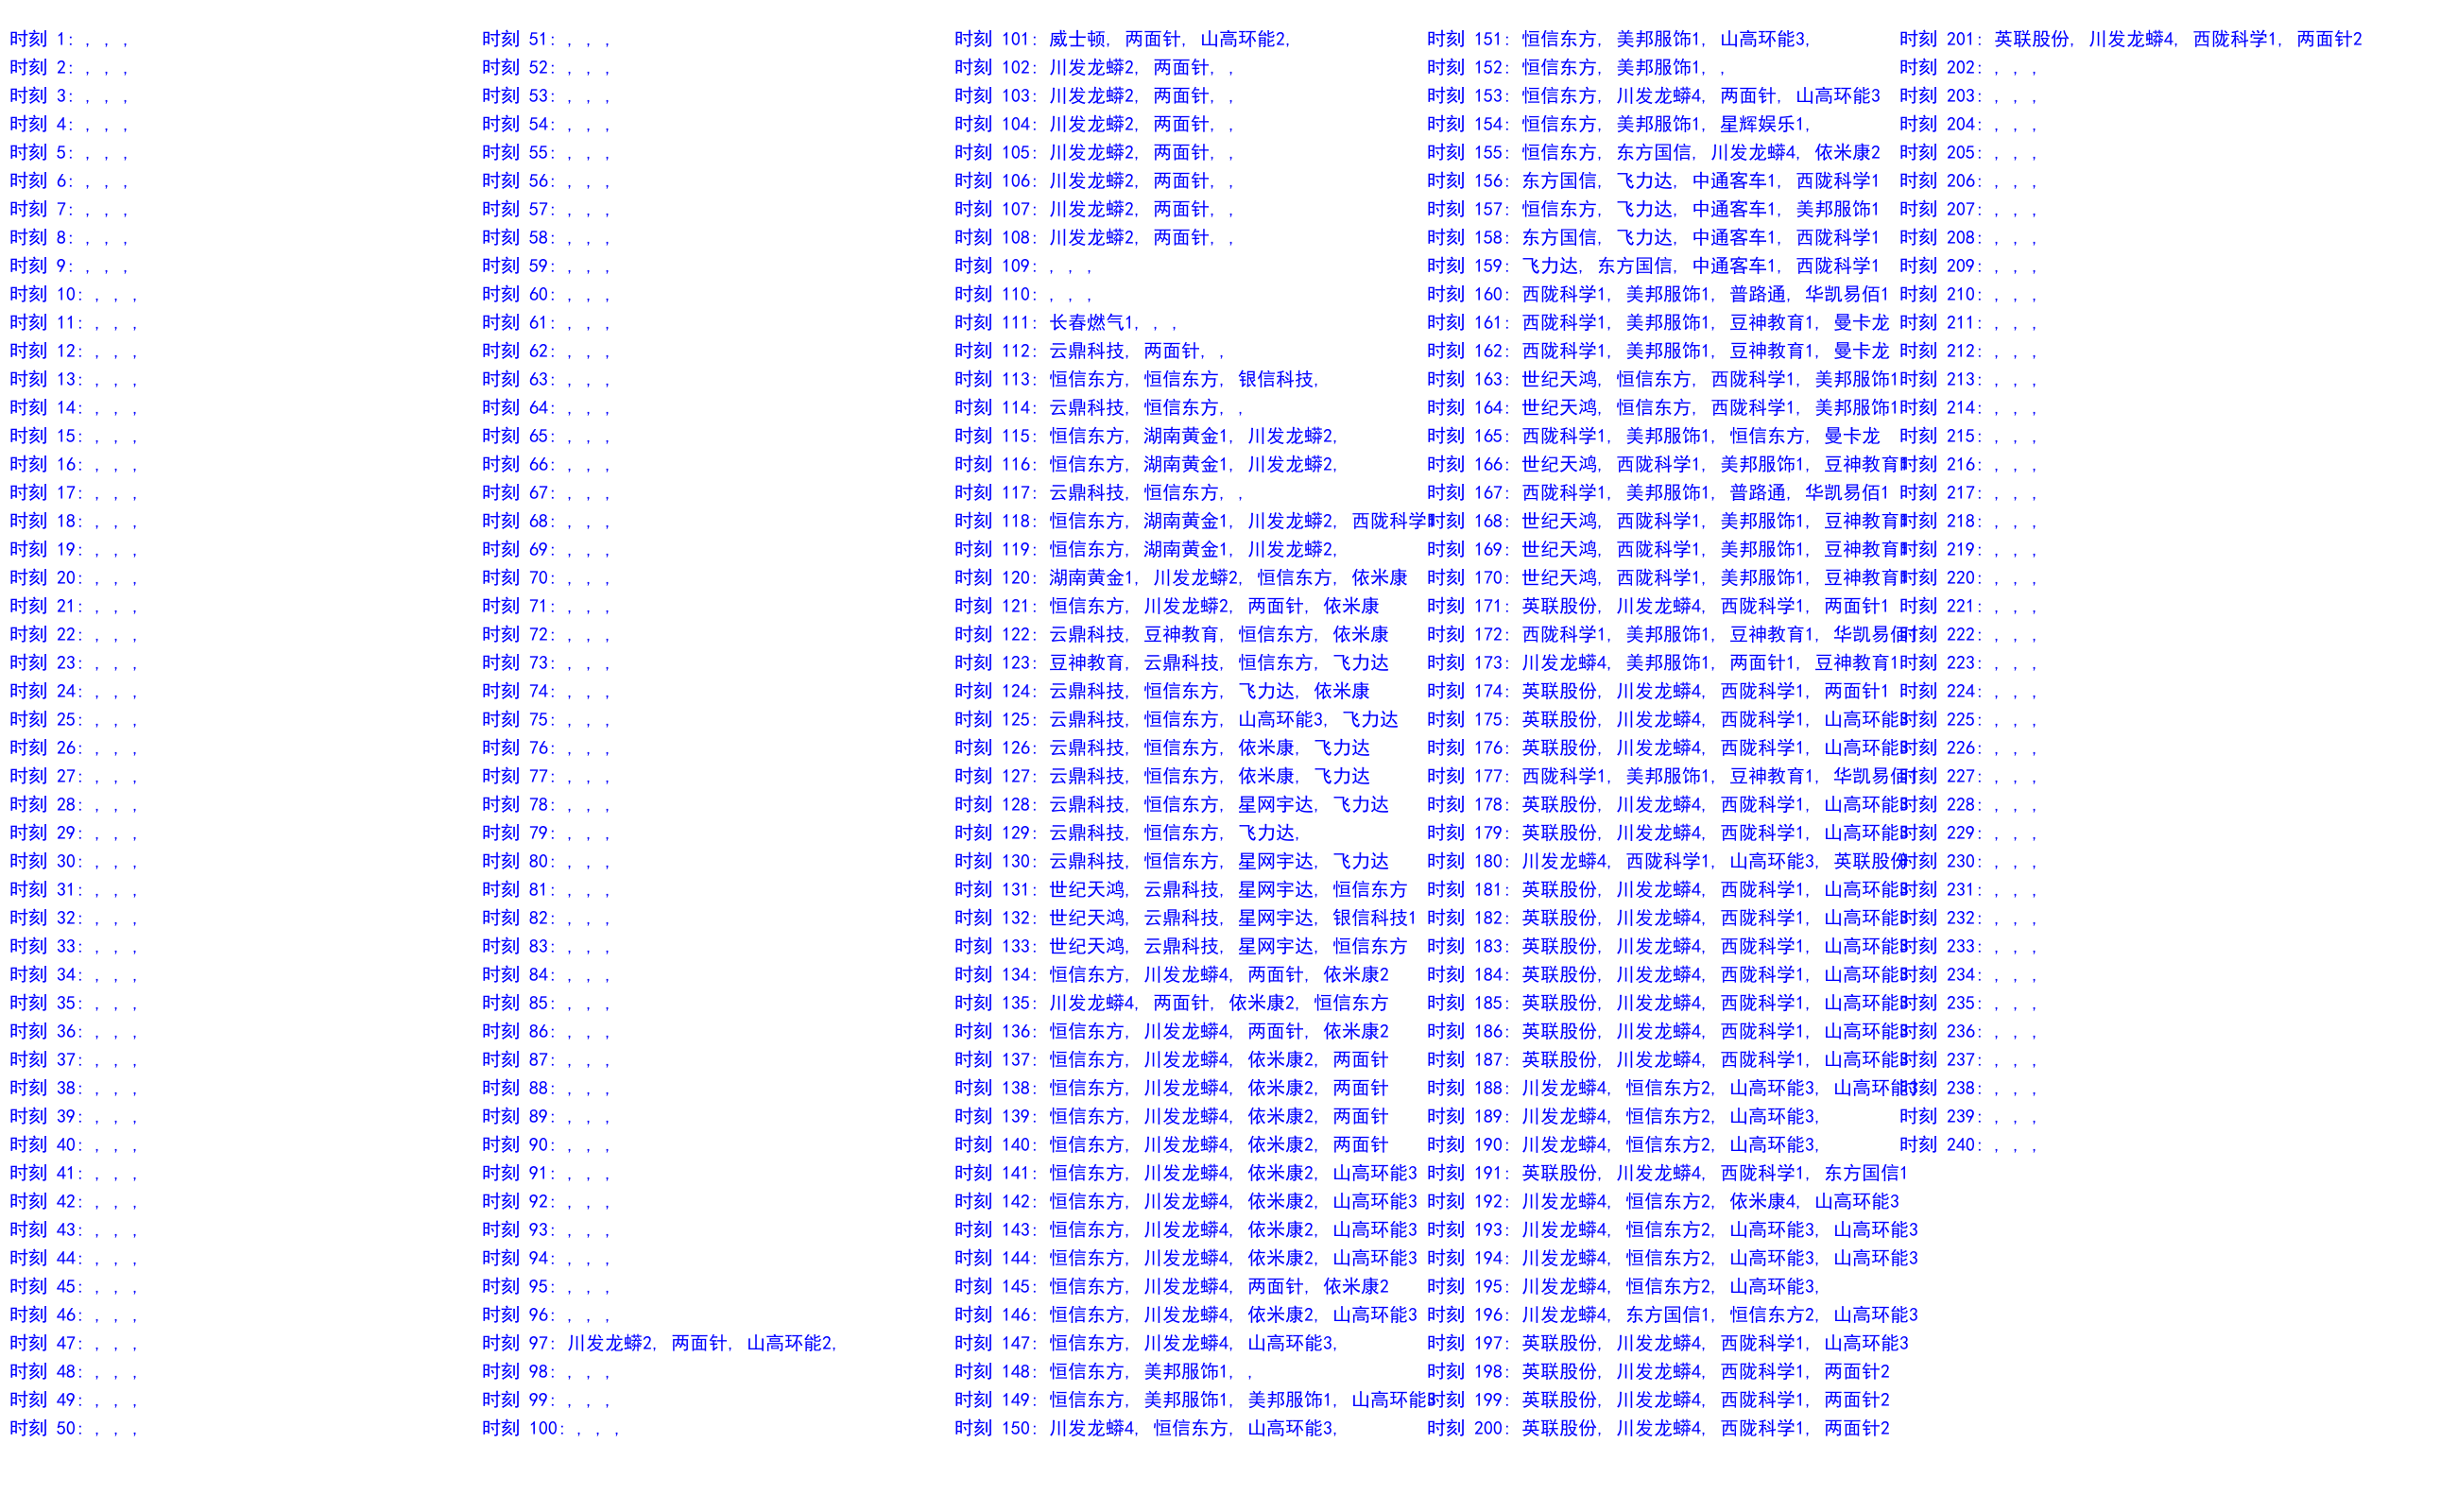 时刻 1: , , ,
时刻 2: , , ,
时刻 3: , , ,
时刻 4: , , ,
时刻 5: , , ,
时刻 6: , , ,
时刻 7: , , ,
时刻 8: , , ,
时刻 9: , , ,
时刻 10: , , ,
时刻 11: , , ,
时刻 12: , , ,
时刻 13: , , ,
时刻 14: , , ,
时刻 15: , , ,
时刻 16: , , ,
时刻 17: , , ,
时刻 18: , , ,
时刻 19: , , ,
时刻 20: , , ,
时刻 21: , , ,
时刻 22: , , ,
时刻 23: , , ,
时刻 24: , , ,
时刻 25: , , ,
时刻 26: , , ,
时刻 27: , , ,
时刻 28: , , ,
时刻 29: , , ,
时刻 30: , , ,
时刻 31: , , ,
时刻 32: , , ,
时刻 33: , , ,
时刻 34: , , ,
时刻 35: , , ,
时刻 36: , , ,
时刻 37: , , ,
时刻 38: , , ,
时刻 39: , , ,
时刻 40: , , ,
时刻 41: , , ,
时刻 42: , , ,
时刻 43: , , ,
时刻 44: , , ,
时刻 45: , , ,
时刻 46: , , ,
时刻 47: , , ,
时刻 48: , , ,
时刻 49: , , ,
时刻 50: , , ,
时刻 51: , , ,
时刻 52: , , ,
时刻 53: , , ,
时刻 54: , , ,
时刻 55: , , ,
时刻 56: , , ,
时刻 57: , , ,
时刻 58: , , ,
时刻 59: , , ,
时刻 60: , , ,
时刻 61: , , ,
时刻 62: , , ,
时刻 63: , , ,
时刻 64: , , ,
时刻 65: , , ,
时刻 66: , , ,
时刻 67: , , ,
时刻 68: , , ,
时刻 69: , , ,
时刻 70: , , ,
时刻 71: , , ,
时刻 72: , , ,
时刻 73: , , ,
时刻 74: , , ,
时刻 75: , , ,
时刻 76: , , ,
时刻 77: , , ,
时刻 78: , , ,
时刻 79: , , ,
时刻 80: , , ,
时刻 81: , , ,
时刻 82: , , ,
时刻 83: , , ,
时刻 84: , , ,
时刻 85: , , ,
时刻 86: , , ,
时刻 87: , , ,
时刻 88: , , ,
时刻 89: , , ,
时刻 90: , , ,
时刻 91: , , ,
时刻 92: , , ,
时刻 93: , , ,
时刻 94: , , ,
时刻 95: , , ,
时刻 96: , , ,
时刻 97: 川发龙蟒2, 两面针, 山高环能2,
时刻 98: , , ,
时刻 99: , , ,
时刻 100: , , ,
时刻 101: 威士顿, 两面针, 山高环能2,
时刻 102: 川发龙蟒2, 两面针, ,
时刻 103: 川发龙蟒2, 两面针, ,
时刻 104: 川发龙蟒2, 两面针, ,
时刻 105: 川发龙蟒2, 两面针, ,
时刻 106: 川发龙蟒2, 两面针, ,
时刻 107: 川发龙蟒2, 两面针, ,
时刻 108: 川发龙蟒2, 两面针, ,
时刻 109: , , ,
时刻 110: , , ,
时刻 111: 长春燃气1, , ,
时刻 112: 云鼎科技, 两面针, ,
时刻 113: 恒信东方, 恒信东方, 银信科技,
时刻 114: 云鼎科技, 恒信东方, ,
时刻 115: 恒信东方, 湖南黄金1, 川发龙蟒2,
时刻 116: 恒信东方, 湖南黄金1, 川发龙蟒2,
时刻 117: 云鼎科技, 恒信东方, ,
时刻 118: 恒信东方, 湖南黄金1, 川发龙蟒2, 西陇科学
时刻 119: 恒信东方, 湖南黄金1, 川发龙蟒2,
时刻 120: 湖南黄金1, 川发龙蟒2, 恒信东方, 依米康
时刻 121: 恒信东方, 川发龙蟒2, 两面针, 依米康
时刻 122: 云鼎科技, 豆神教育, 恒信东方, 依米康
时刻 123: 豆神教育, 云鼎科技, 恒信东方, 飞力达
时刻 124: 云鼎科技, 恒信东方, 飞力达, 依米康
时刻 125: 云鼎科技, 恒信东方, 山高环能3, 飞力达
时刻 126: 云鼎科技, 恒信东方, 依米康, 飞力达
时刻 127: 云鼎科技, 恒信东方, 依米康, 飞力达
时刻 128: 云鼎科技, 恒信东方, 星网宇达, 飞力达
时刻 129: 云鼎科技, 恒信东方, 飞力达,
时刻 130: 云鼎科技, 恒信东方, 星网宇达, 飞力达
时刻 131: 世纪天鸿, 云鼎科技, 星网宇达, 恒信东方
时刻 132: 世纪天鸿, 云鼎科技, 星网宇达, 银信科技1
时刻 133: 世纪天鸿, 云鼎科技, 星网宇达, 恒信东方
时刻 134: 恒信东方, 川发龙蟒4, 两面针, 依米康2
时刻 135: 川发龙蟒4, 两面针, 依米康2, 恒信东方
时刻 136: 恒信东方, 川发龙蟒4, 两面针, 依米康2
时刻 137: 恒信东方, 川发龙蟒4, 依米康2, 两面针
时刻 138: 恒信东方, 川发龙蟒4, 依米康2, 两面针
时刻 139: 恒信东方, 川发龙蟒4, 依米康2, 两面针
时刻 140: 恒信东方, 川发龙蟒4, 依米康2, 两面针
时刻 141: 恒信东方, 川发龙蟒4, 依米康2, 山高环能3
时刻 142: 恒信东方, 川发龙蟒4, 依米康2, 山高环能3
时刻 143: 恒信东方, 川发龙蟒4, 依米康2, 山高环能3
时刻 144: 恒信东方, 川发龙蟒4, 依米康2, 山高环能3
时刻 145: 恒信东方, 川发龙蟒4, 两面针, 依米康2
时刻 146: 恒信东方, 川发龙蟒4, 依米康2, 山高环能3
时刻 147: 恒信东方, 川发龙蟒4, 山高环能3,
时刻 148: 恒信东方, 美邦服饰1, ,
时刻 149: 恒信东方, 美邦服饰1, 美邦服饰1, 山高环能3
时刻 150: 川发龙蟒4, 恒信东方, 山高环能3,
时刻 151: 恒信东方, 美邦服饰1, 山高环能3,
时刻 152: 恒信东方, 美邦服饰1, ,
时刻 153: 恒信东方, 川发龙蟒4, 两面针, 山高环能3
时刻 154: 恒信东方, 美邦服饰1, 星辉娱乐1,
时刻 155: 恒信东方, 东方国信, 川发龙蟒4, 依米康2
时刻 156: 东方国信, 飞力达, 中通客车1, 西陇科学1
时刻 157: 恒信东方, 飞力达, 中通客车1, 美邦服饰1
时刻 158: 东方国信, 飞力达, 中通客车1, 西陇科学1
时刻 159: 飞力达, 东方国信, 中通客车1, 西陇科学1
时刻 160: 西陇科学1, 美邦服饰1, 普路通, 华凯易佰1
时刻 161: 西陇科学1, 美邦服饰1, 豆神教育1, 曼卡龙
时刻 162: 西陇科学1, 美邦服饰1, 豆神教育1, 曼卡龙
时刻 163: 世纪天鸿, 恒信东方, 西陇科学1, 美邦服饰1
时刻 164: 世纪天鸿, 恒信东方, 西陇科学1, 美邦服饰1
时刻 165: 西陇科学1, 美邦服饰1, 恒信东方, 曼卡龙
时刻 166: 世纪天鸿, 西陇科学1, 美邦服饰1, 豆神教育1
时刻 167: 西陇科学1, 美邦服饰1, 普路通, 华凯易佰1
时刻 168: 世纪天鸿, 西陇科学1, 美邦服饰1, 豆神教育1
时刻 169: 世纪天鸿, 西陇科学1, 美邦服饰1, 豆神教育1
时刻 170: 世纪天鸿, 西陇科学1, 美邦服饰1, 豆神教育1
时刻 171: 英联股份, 川发龙蟒4, 西陇科学1, 两面针1
时刻 172: 西陇科学1, 美邦服饰1, 豆神教育1, 华凯易佰1
时刻 173: 川发龙蟒4, 美邦服饰1, 两面针1, 豆神教育1
时刻 174: 英联股份, 川发龙蟒4, 西陇科学1, 两面针1
时刻 175: 英联股份, 川发龙蟒4, 西陇科学1, 山高环能3
时刻 176: 英联股份, 川发龙蟒4, 西陇科学1, 山高环能3
时刻 177: 西陇科学1, 美邦服饰1, 豆神教育1, 华凯易佰1
时刻 178: 英联股份, 川发龙蟒4, 西陇科学1, 山高环能3
时刻 179: 英联股份, 川发龙蟒4, 西陇科学1, 山高环能3
时刻 180: 川发龙蟒4, 西陇科学1, 山高环能3, 英联股份
时刻 181: 英联股份, 川发龙蟒4, 西陇科学1, 山高环能3
时刻 182: 英联股份, 川发龙蟒4, 西陇科学1, 山高环能3
时刻 183: 英联股份, 川发龙蟒4, 西陇科学1, 山高环能3
时刻 184: 英联股份, 川发龙蟒4, 西陇科学1, 山高环能3
时刻 185: 英联股份, 川发龙蟒4, 西陇科学1, 山高环能3
时刻 186: 英联股份, 川发龙蟒4, 西陇科学1, 山高环能3
时刻 187: 英联股份, 川发龙蟒4, 西陇科学1, 山高环能3
时刻 188: 川发龙蟒4, 恒信东方2, 山高环能3, 山高环能3
时刻 189: 川发龙蟒4, 恒信东方2, 山高环能3,
时刻 190: 川发龙蟒4, 恒信东方2, 山高环能3,
时刻 191: 英联股份, 川发龙蟒4, 西陇科学1, 东方国信1
时刻 192: 川发龙蟒4, 恒信东方2, 依米康4, 山高环能3
时刻 193: 川发龙蟒4, 恒信东方2, 山高环能3, 山高环能3
时刻 194: 川发龙蟒4, 恒信东方2, 山高环能3, 山高环能3
时刻 195: 川发龙蟒4, 恒信东方2, 山高环能3,
时刻 196: 川发龙蟒4, 东方国信1, 恒信东方2, 山高环能3
时刻 197: 英联股份, 川发龙蟒4, 西陇科学1, 山高环能3
时刻 198: 英联股份, 川发龙蟒4, 西陇科学1, 两面针2
时刻 199: 英联股份, 川发龙蟒4, 西陇科学1, 两面针2
时刻 200: 英联股份, 川发龙蟒4, 西陇科学1, 两面针2
时刻 201: 英联股份, 川发龙蟒4, 西陇科学1, 两面针2
时刻 202: , , ,
时刻 203: , , ,
时刻 204: , , ,
时刻 205: , , ,
时刻 206: , , ,
时刻 207: , , ,
时刻 208: , , ,
时刻 209: , , ,
时刻 210: , , ,
时刻 211: , , ,
时刻 212: , , ,
时刻 213: , , ,
时刻 214: , , ,
时刻 215: , , ,
时刻 216: , , ,
时刻 217: , , ,
时刻 218: , , ,
时刻 219: , , ,
时刻 220: , , ,
时刻 221: , , ,
时刻 222: , , ,
时刻 223: , , ,
时刻 224: , , ,
时刻 225: , , ,
时刻 226: , , ,
时刻 227: , , ,
时刻 228: , , ,
时刻 229: , , ,
时刻 230: , , ,
时刻 231: , , ,
时刻 232: , , ,
时刻 233: , , ,
时刻 234: , , ,
时刻 235: , , ,
时刻 236: , , ,
时刻 237: , , ,
时刻 238: , , ,
时刻 239: , , ,
时刻 240: , , ,